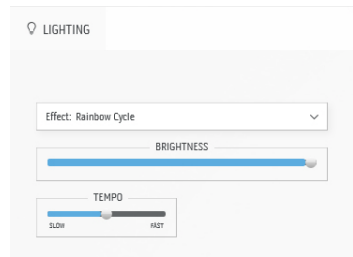 LIGHTING
Effect: Rainbow Cycle
BRIGHTNESS
TEMPO
SLOW FAST